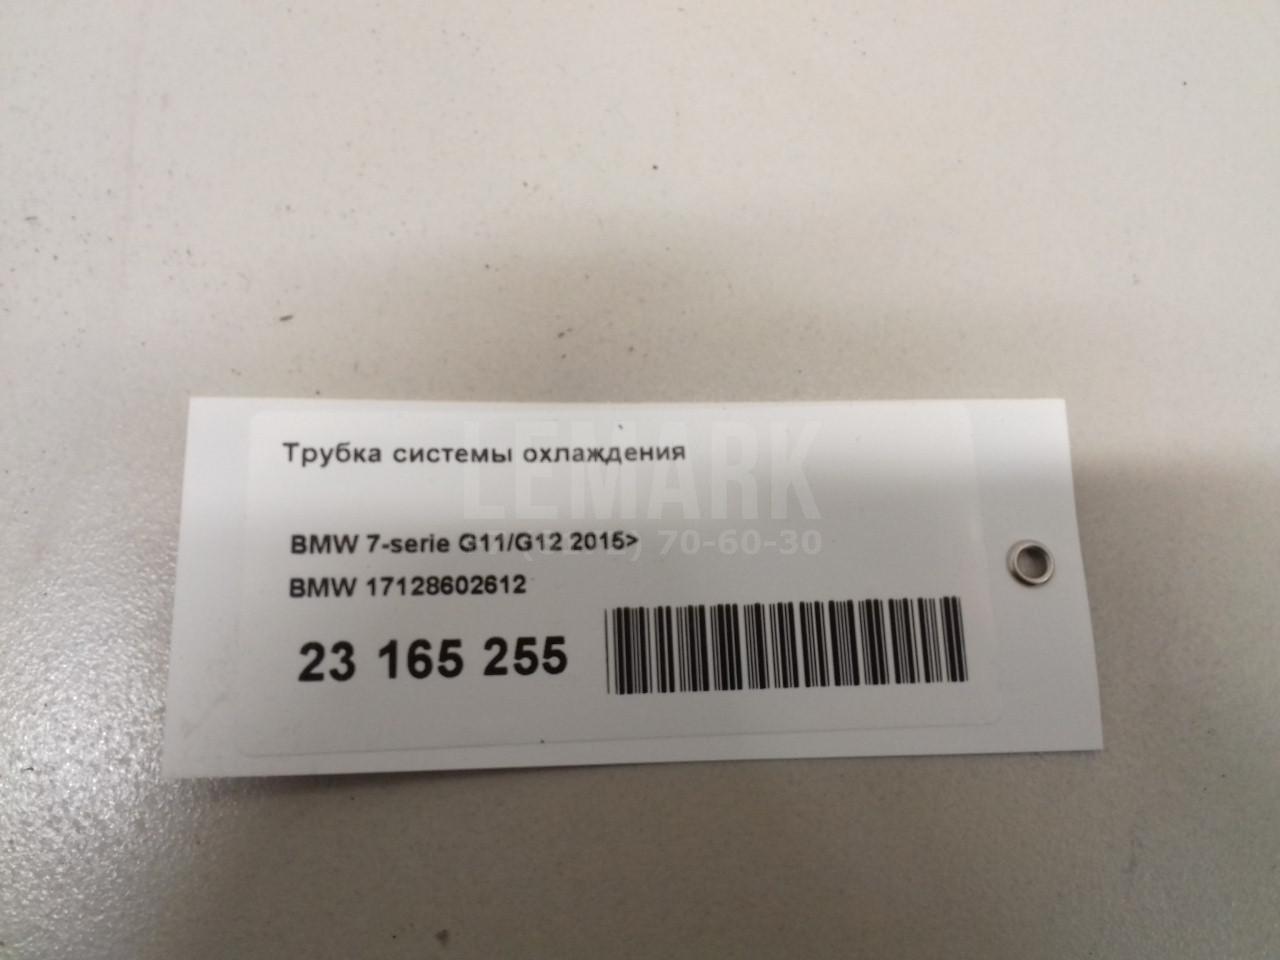 Трубка системы охлаждения
LEMARK
BMW 7-serie G11/G12 2015>
70-60-30
BMW 17128602612
23 165 255